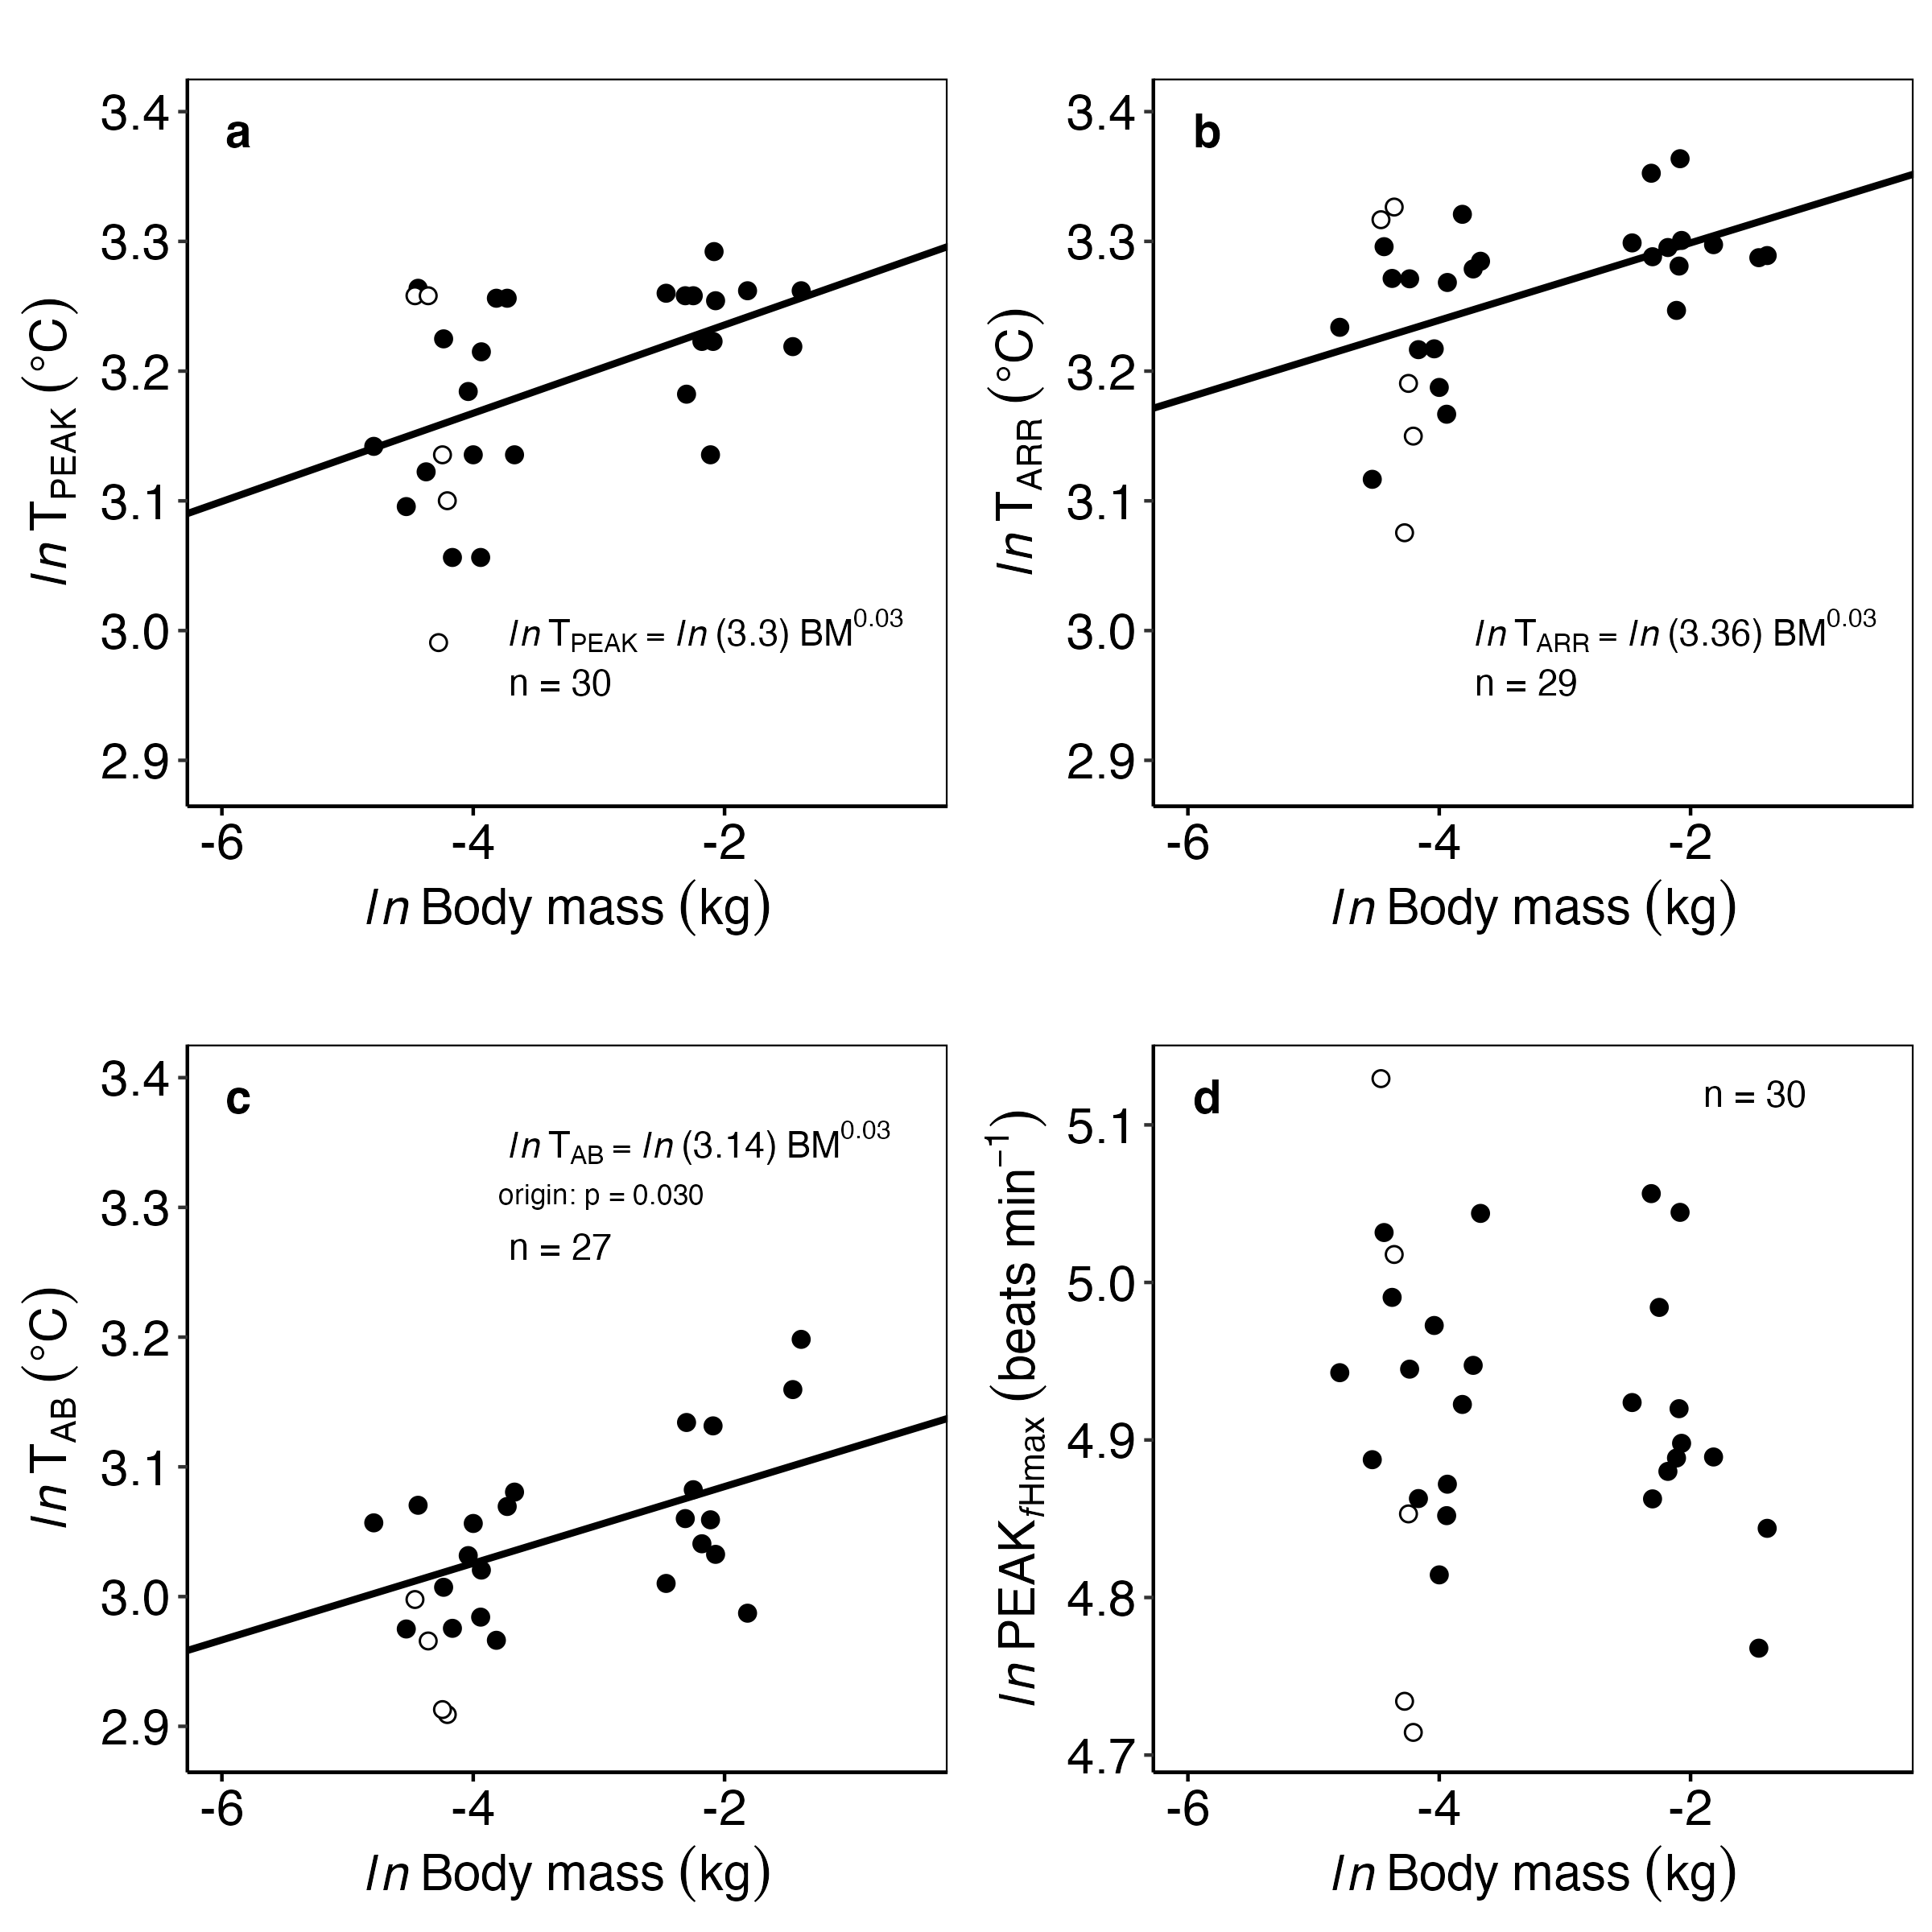 a
3.4
3.3
3.2
3.1
3.0
2.9
ln T_PEAK (°C)
ln T_PEAK = ln (3.3) BM^0.03
n = 30
-6 -4 -2
ln Body mass (kg)
b
3.4
3.3
3.2
3.1
3.0
2.9
ln T_ARR (°C)
ln T_ARR = ln (3.36) BM^0.03
n = 29
-6 -4 -2
ln Body mass (kg)
c
3.4
3.3
3.2
3.1
3.0
2.9
ln T_AB (°C)
ln T_AB = ln (3.14) BM^0.03
origin: p = 0.030
n = 27
-6 -4 -2
ln Body mass (kg)
d
n = 30
5.1
5.0
4.9
4.8
4.7
ln PEAK_fHmax (beats min^−1)
-6 -4 -2
ln Body mass (kg)